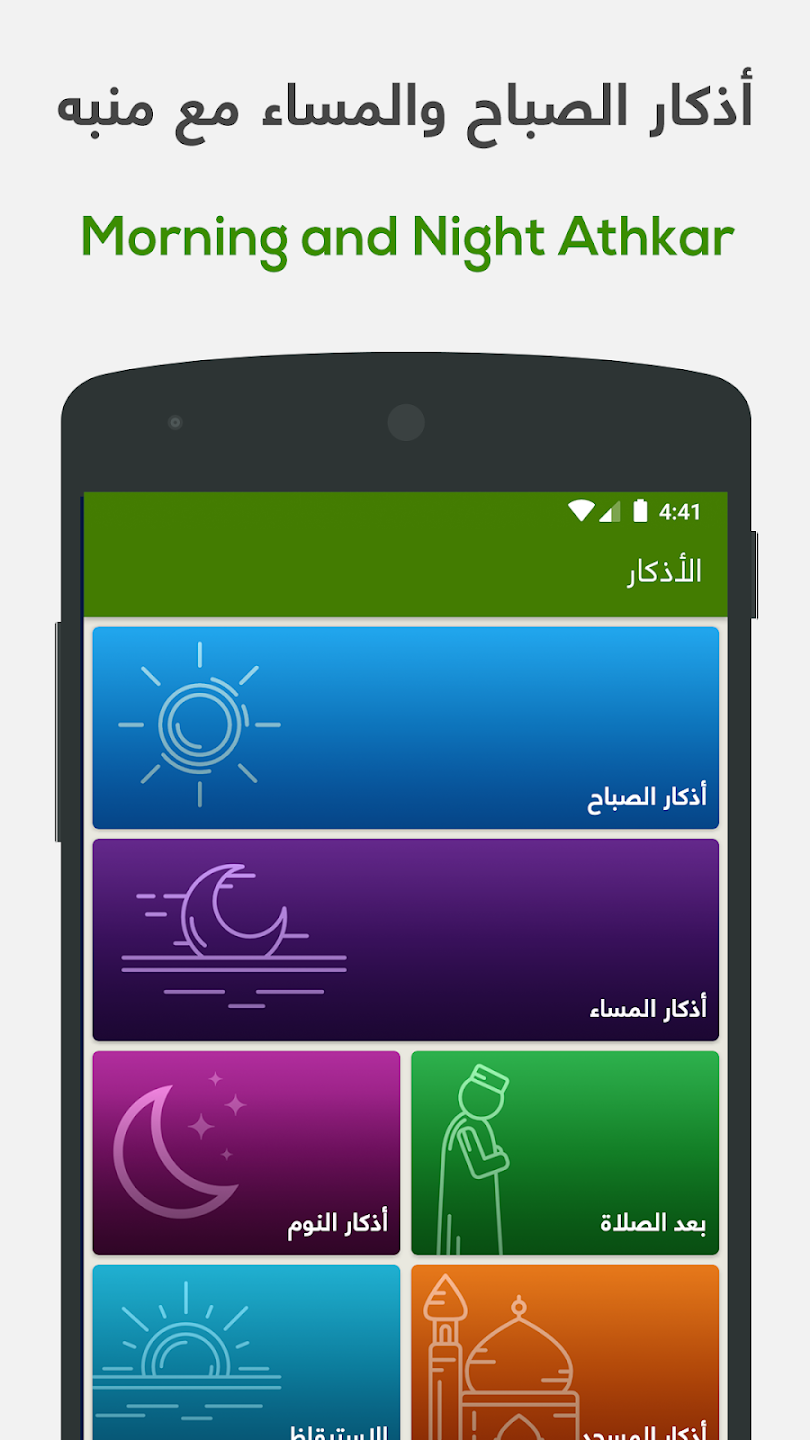 أذكار الصباح والمساء مع منبه
Morning and Night Athkar
4:41
الأذكار
أذكار الصباح
أذكار المساء
بعد الصلاة
أذكار النوم
أذكار المسجد
الاستيقاظ